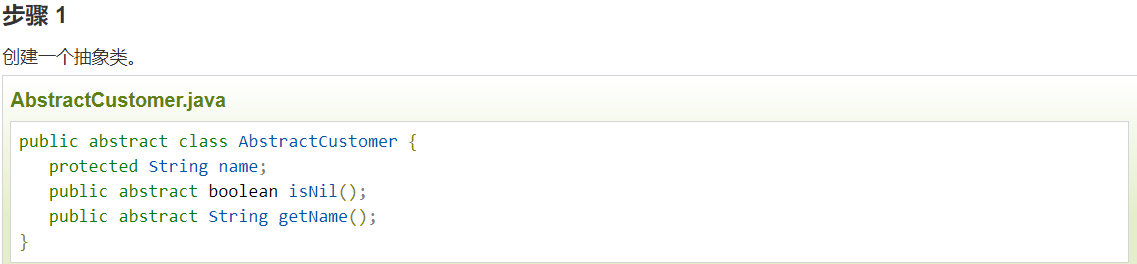 步骤 1
创建一个抽象类。
AbstractCustomer.java
public abstract class AbstractCustomer {
   protected String name;
   public abstract boolean isNil();
   public abstract String getName();
}